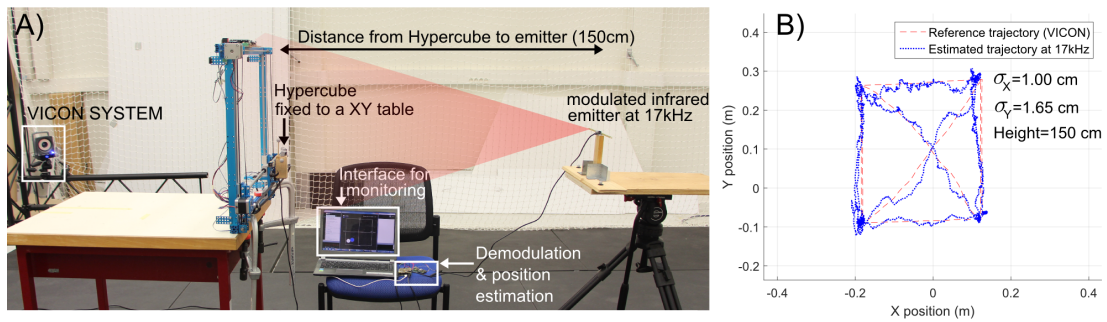 A)
Distance from Hypercube to emitter (150cm)
VICON SYSTEM
Hypercube
fixed to a XY table
modulated infrared
emitter at 17kHz
Interface for
monitoring
Demodulation
& position
estimation
B)
Reference trajectory (VICON)
Estimated trajectory at 17kHz
σX=1.00 cm
σY=1.65 cm
Height=150 cm
Y position (m)
0.4
0.3
0.2
0.1
0
-0.1
-0.2
-0.4
-0.2
0
0.2
0.4
X position (m)